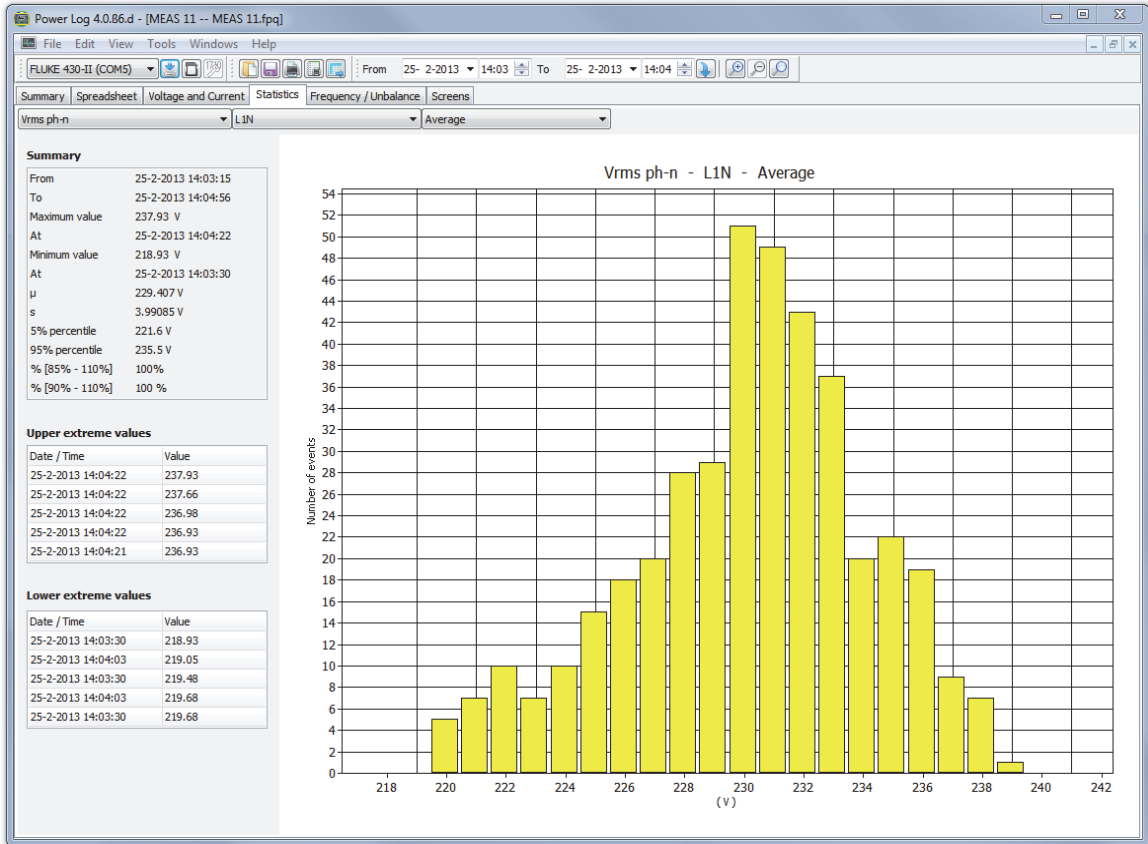 Power Log 4.0.86.d - [MEAS 11 -- MEAS 11.fpq]
File Edit View Tools Windows Help
FLUKE 430-II (COM5) From 25- 2-2013 14:03 To 25- 2-2013 14:04
Summary Spreadsheet Voltage and Current Statistics Frequency / Unbalance Screens
Vrms ph-n L1N Average
Summary
From 25-2-2013 14:03:15
To 25-2-2013 14:04:56
Maximum value 237.93 V
At 25-2-2013 14:04:22
Minimum value 218.93 V
At 25-2-2013 14:03:30
µ 229.407 V
s 3.99085 V
5% percentile 221.6 V
95% percentile 235.5 V
% [85% - 110%] 100%
% [90% - 110%] 100 %
Upper extreme values
Date / Time Value
25-2-2013 14:04:22 237.93
25-2-2013 14:04:22 237.66
25-2-2013 14:04:22 236.98
25-2-2013 14:04:22 236.93
25-2-2013 14:04:21 236.93
Lower extreme values
Date / Time Value
25-2-2013 14:03:30 218.93
25-2-2013 14:04:03 219.05
25-2-2013 14:03:30 219.48
25-2-2013 14:04:03 219.68
25-2-2013 14:03:30 219.68
Vrms ph-n - L1N - Average
54
52
50
48
46
44
42
40
38
36
34
32
30
28
26
24
22
20
18
16
14
12
10
8
6
4
2
0
Number of events
218 220 222 224 226 228 230 232 234 236 238 240 242
(V)